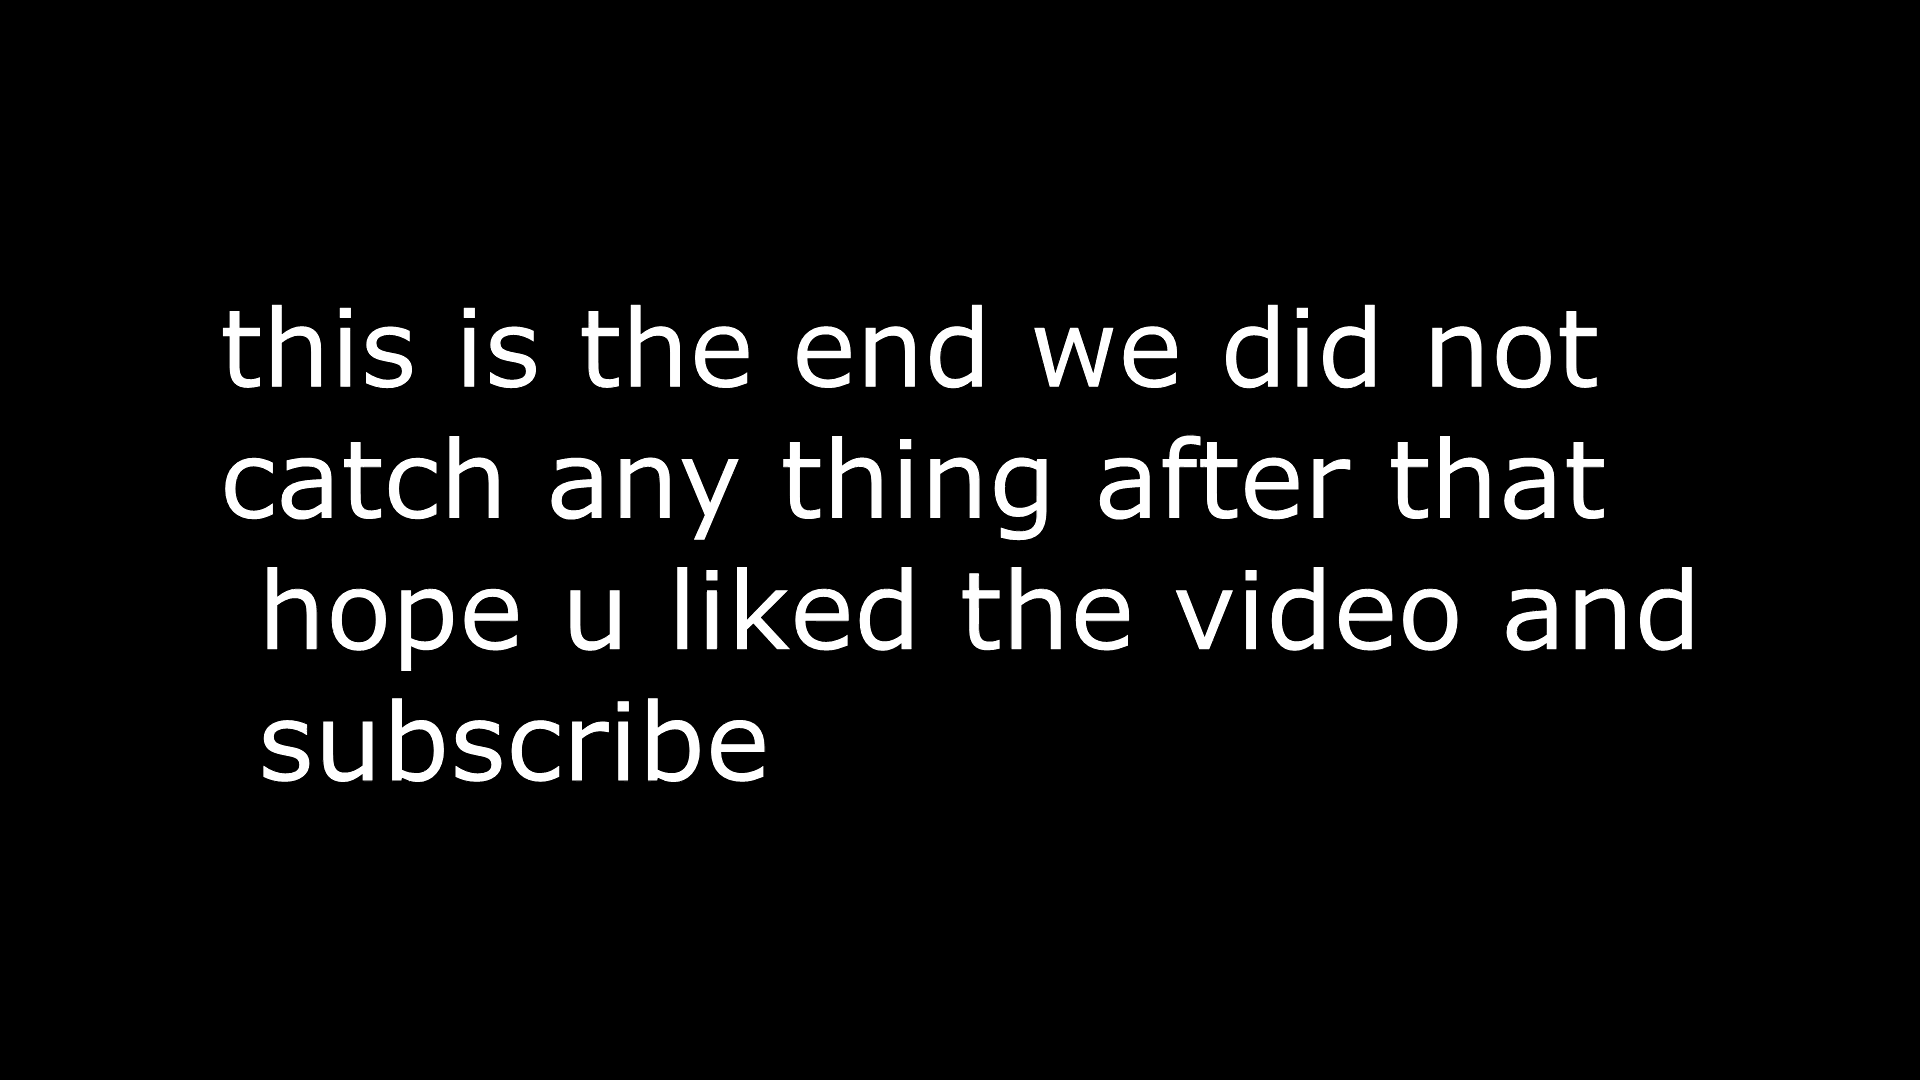 this is the end we did not
catch any thing after that
hope u liked the video and
subscribe